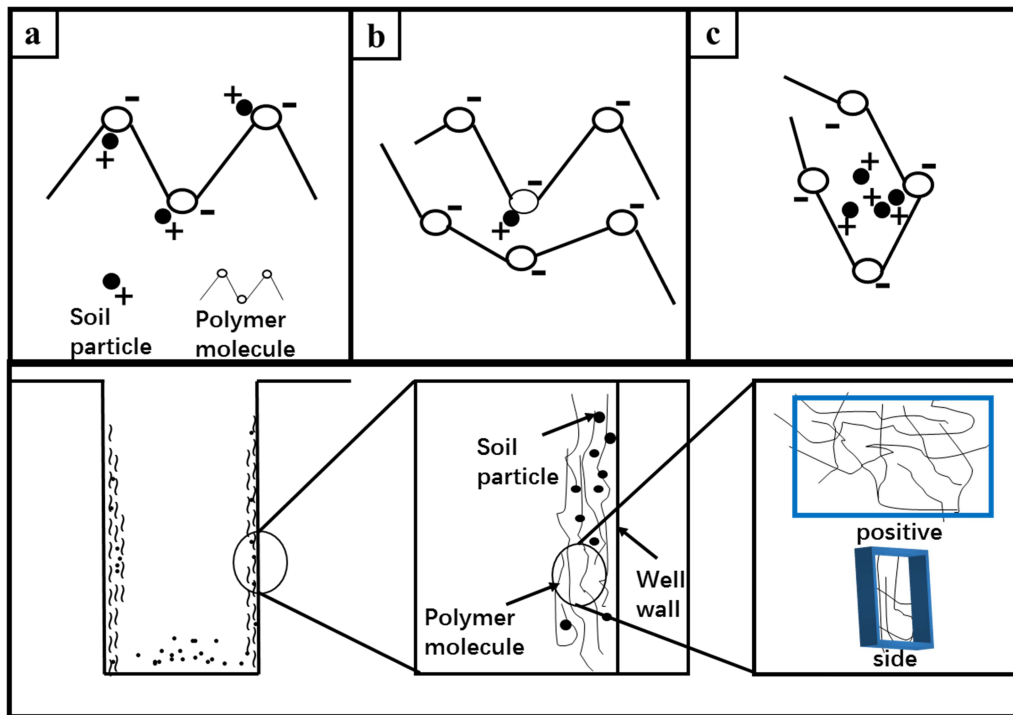 a
b
c
-
+
-
+
-
+
+
Soil
particle
Polymer
molecule
-
-
-
+
-
-
-
-
-
+
-
+
+
+
-
Soil
particle
Polymer
molecule
Well
wall
positive
side